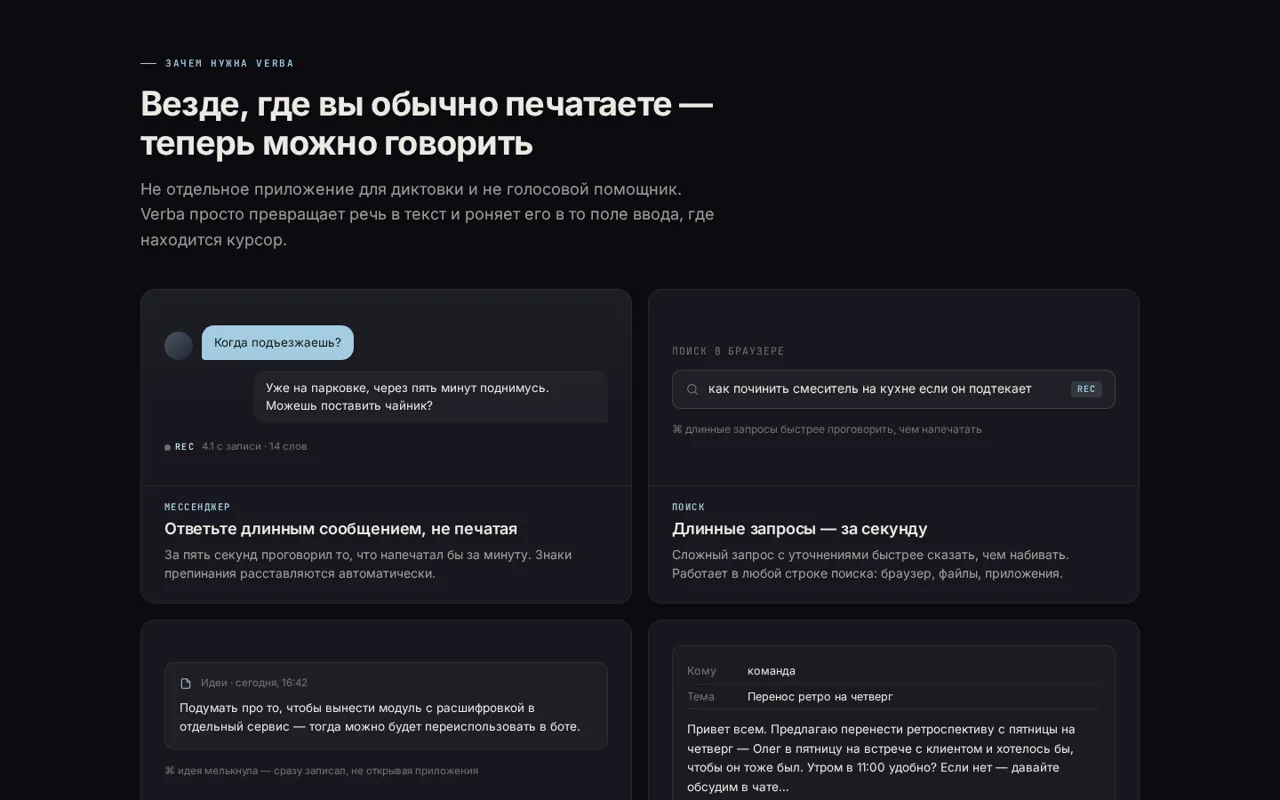 — ЗАЧЕМ НУЖНА VERBA
Везде, где вы обычно печатаете —
теперь можно говорить
Не отдельное приложение для диктовки и не голосовой помощник.
Verba просто превращает речь в текст и роняет его в то поле ввода, где
находится курсор.
Когда подъезжаешь?
Уже на парковке, через пять минут поднимусь.
Можешь поставить чайник?
REC 4.1 с записи · 14 слов
МЕССЕНДЖЕР
Ответьте длинным сообщением, не печатая
За пять секунд проговорил то, что напечатал бы за минуту. Знаки
препинания расставляются автоматически.
ПОИСК В БРАУЗЕРЕ
как починить смеситель на кухне если он подтекает REC
⌘ длинные запросы быстрее проговорить, чем напечатать
ПОИСК
Длинные запросы — за секунду
Сложный запрос с уточнениями быстрее сказать, чем набивать.
Работает в любой строке поиска: браузер, файлы, приложения.
Идеи · сегодня, 16:42
Подумать про то, чтобы вынести модуль с расшифровкой в
отдельный сервис — тогда можно будет переиспользовать в боте.
⌘ идея мелькнула — сразу записал, не открывая приложения
Кому команда
Тема Перенос ретро на четверг
Привет всем. Предлагаю перенести ретроспективу с пятницы на
четверг — Олег в пятницу на встрече с клиентом и хотелось бы,
чтобы он тоже был. Утром в 11:00 удобно? Если нет — давайте
обсудим в чате...